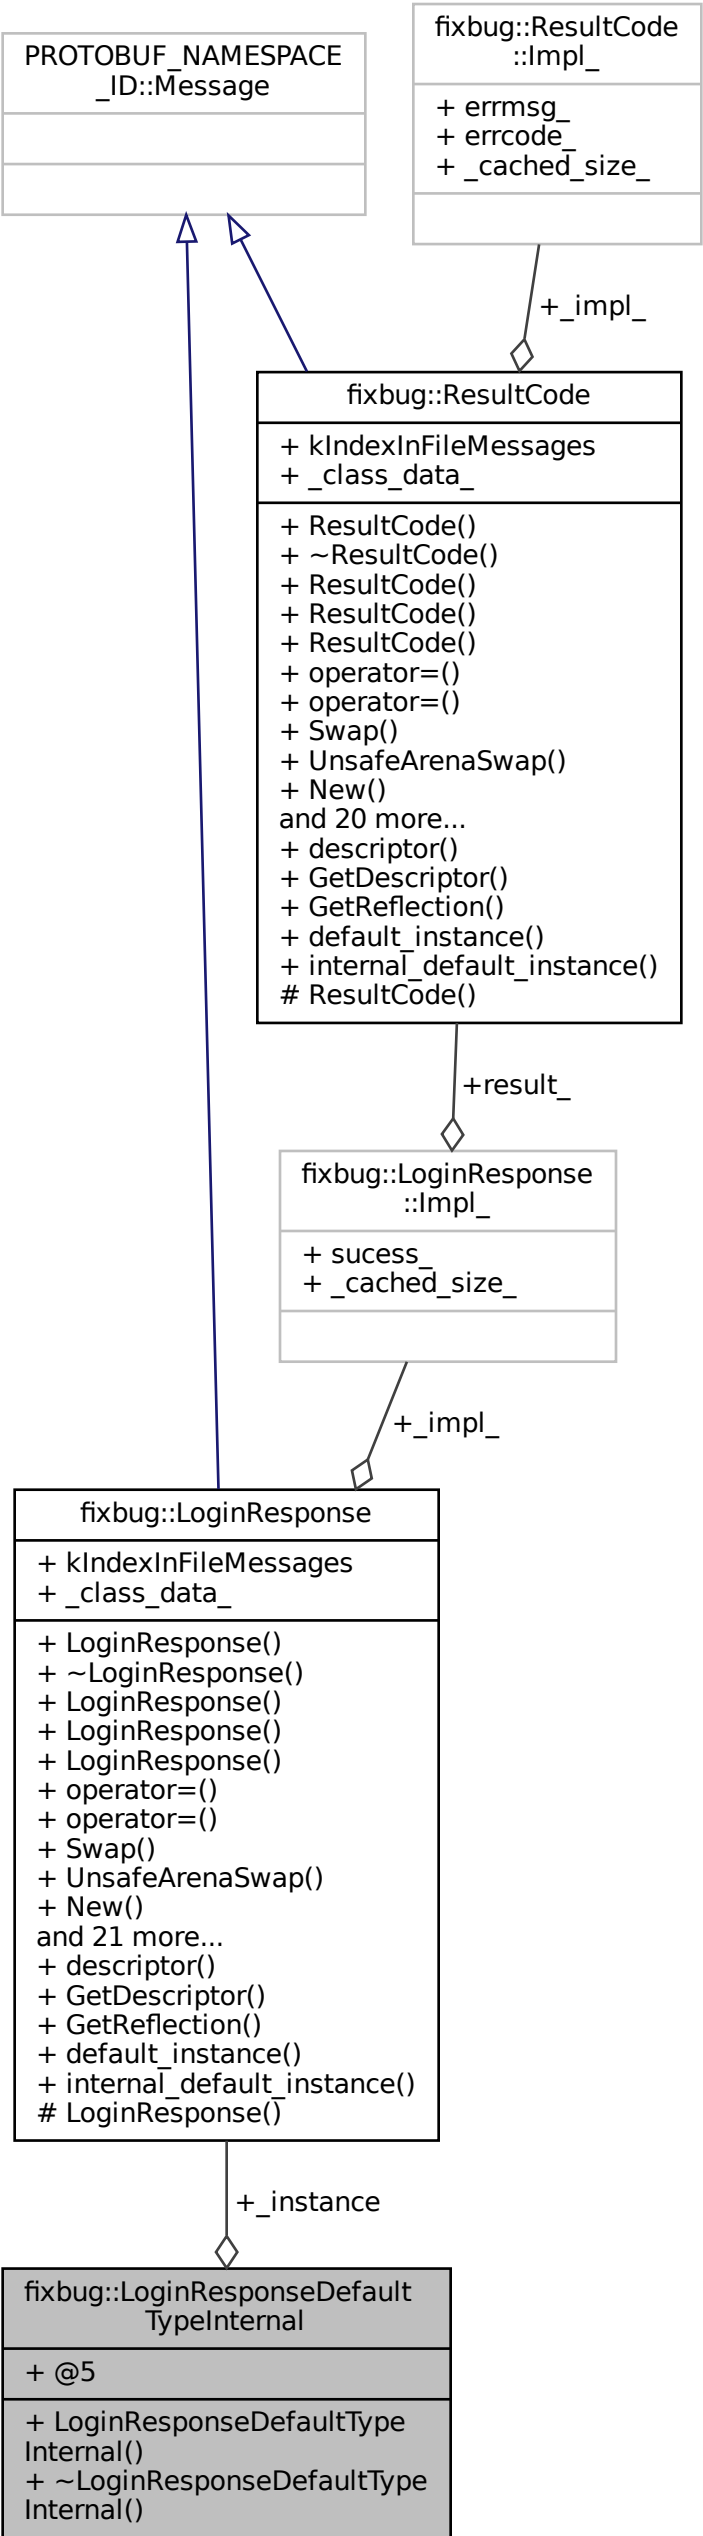 PROTOBUF_NAMESPACE
_ID::Message
fixbug::ResultCode
::Impl_
+ errmsg_
+ errcode_
+ _cached_size_
+_impl_
fixbug::ResultCode
+ kIndexInFileMessages
+ _class_data_
+ ResultCode()
+ ~ResultCode()
+ ResultCode()
+ ResultCode()
+ ResultCode()
+ operator=()
+ operator=()
+ Swap()
+ UnsafeArenaSwap()
+ New()
and 20 more...
+ descriptor()
+ GetDescriptor()
+ GetReflection()
+ default_instance()
+ internal_default_instance()
# ResultCode()
+result_
fixbug::LoginResponse
::Impl_
+ sucess_
+ _cached_size_
+_impl_
fixbug::LoginResponse
+ kIndexInFileMessages
+ _class_data_
+ LoginResponse()
+ ~LoginResponse()
+ LoginResponse()
+ LoginResponse()
+ LoginResponse()
+ operator=()
+ operator=()
+ Swap()
+ UnsafeArenaSwap()
+ New()
and 21 more...
+ descriptor()
+ GetDescriptor()
+ GetReflection()
+ default_instance()
+ internal_default_instance()
# LoginResponse()
+_instance
fixbug::LoginResponseDefault
TypeInternal
+ @5
+ LoginResponseDefaultType
Internal()
+ ~LoginResponseDefaultType
Internal()